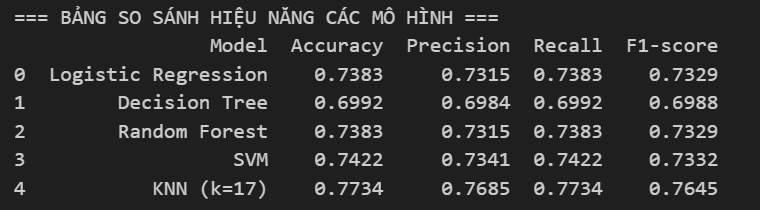 === BẢNG SO SÁNH HIỆU NĂNG CÁC MÔ HÌNH ===
Model Accuracy Precision Recall F1-score
0 Logistic Regression 0.7383 0.7315 0.7383 0.7329
1 Decision Tree 0.6992 0.6984 0.6992 0.6988
2 Random Forest 0.7383 0.7315 0.7383 0.7329
3 SVM 0.7422 0.7341 0.7422 0.7332
4 KNN (k=17) 0.7734 0.7685 0.7734 0.7645